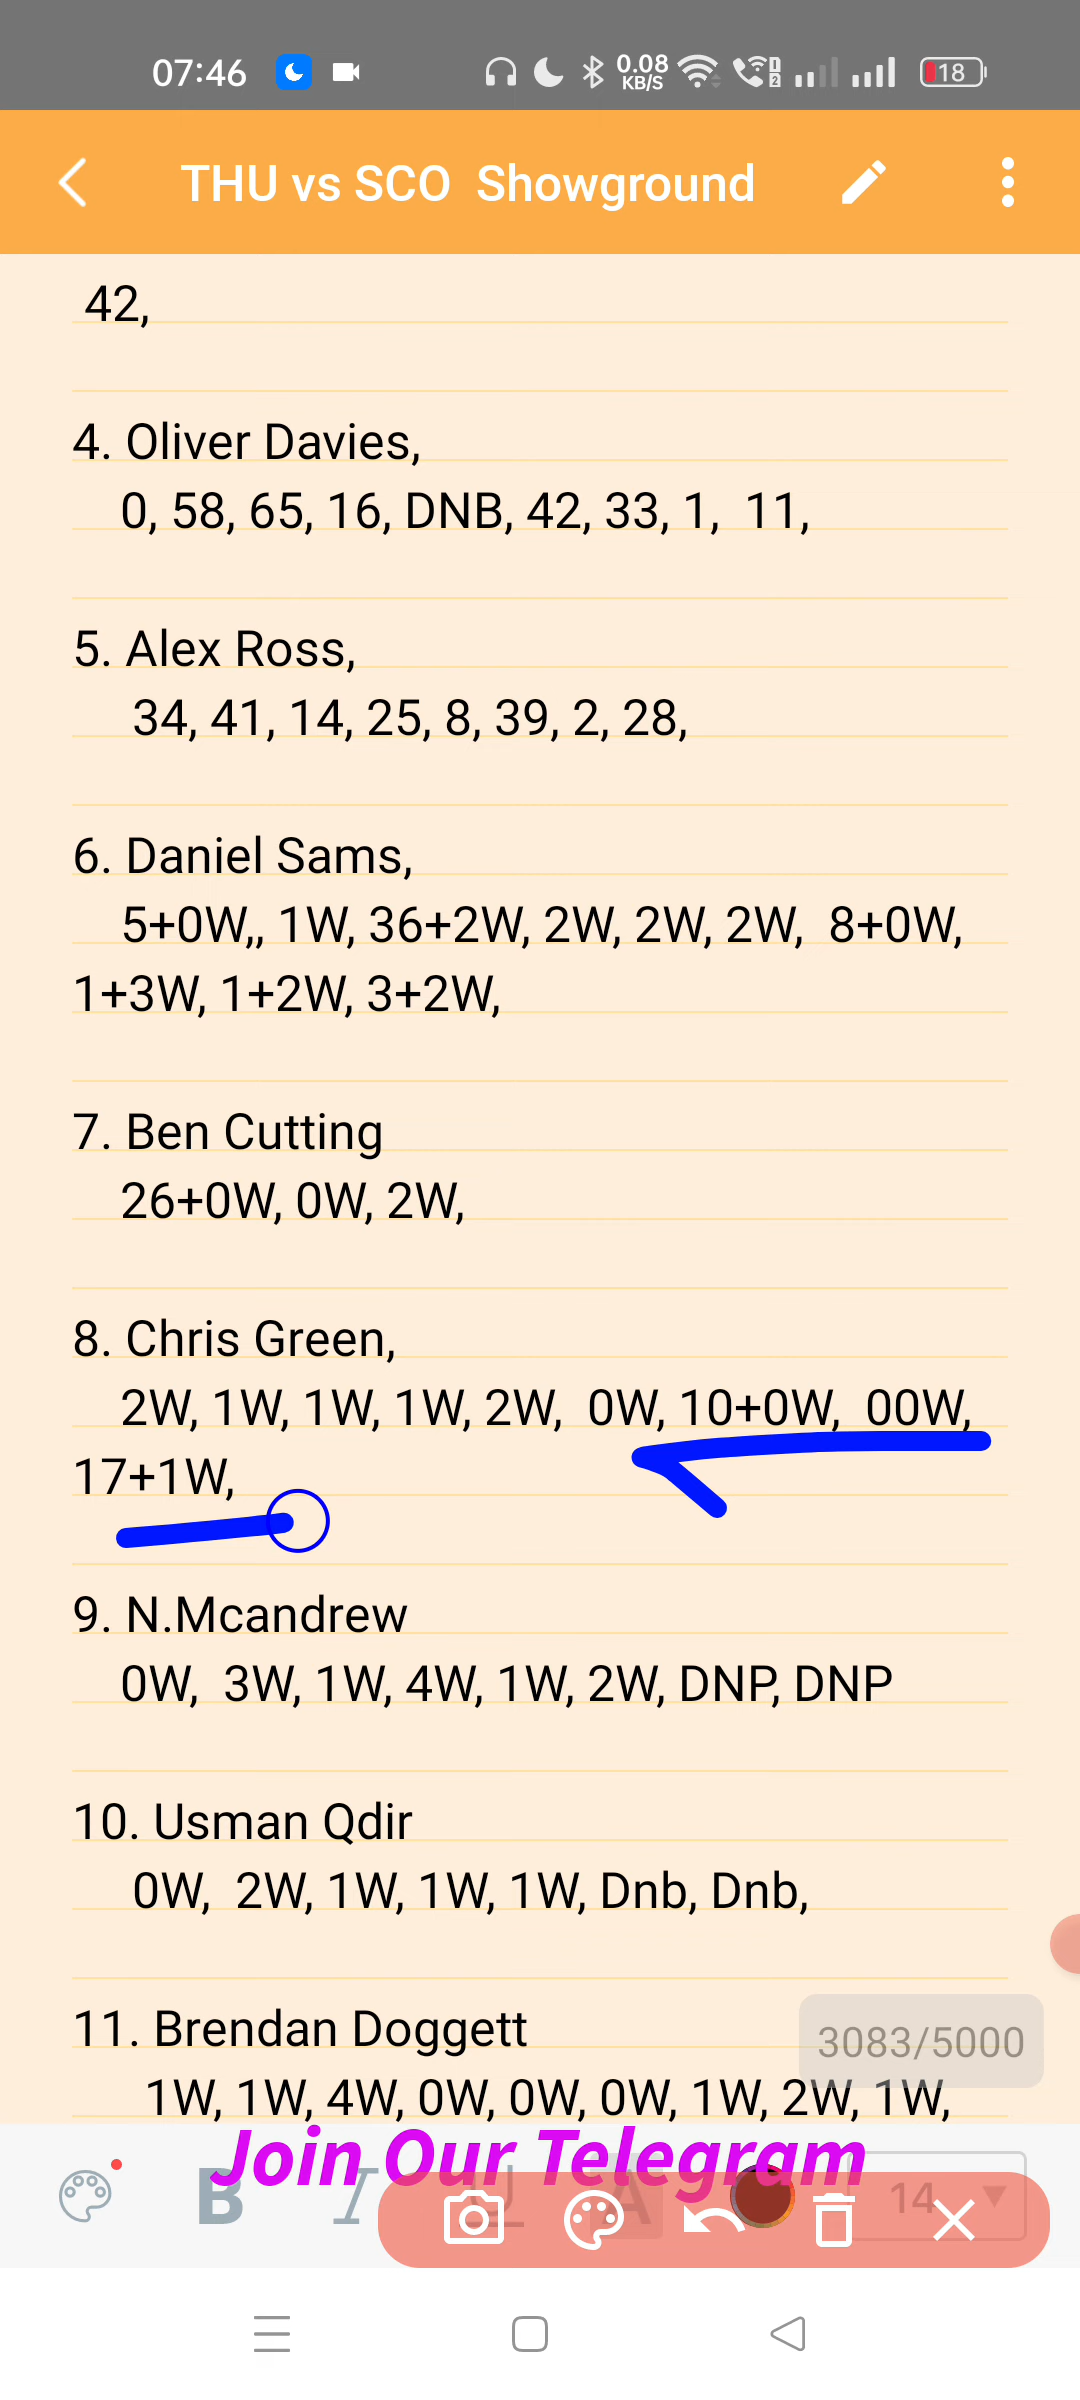 07:46 0.08 KB/S 18
THU vs SCO Showground
42,
4. Oliver Davies,
0, 58, 65, 16, DNB, 42, 33, 1, 11,
5. Alex Ross,
34, 41, 14, 25, 8, 39, 2, 28,
6. Daniel Sams,
5+0W,, 1W, 36+2W, 2W, 2W, 2W, 8+0W,
1+3W, 1+2W, 3+2W,
7. Ben Cutting
26+0W, 0W, 2W,
8. Chris Green,
2W, 1W, 1W, 1W, 2W, 0W, 10+0W, 00W,
17+1W,
9. N.Mcandrew
0W, 3W, 1W, 4W, 1W, 2W, DNP, DNP
10. Usman Qdir
0W, 2W, 1W, 1W, 1W, Dnb, Dnb,
11. Brendan Doggett
3083/5000
1W, 1W, 4W, 0W, 0W, 0W, 1W, 2W, 1W,
Join Our Telegram
B I U A 14